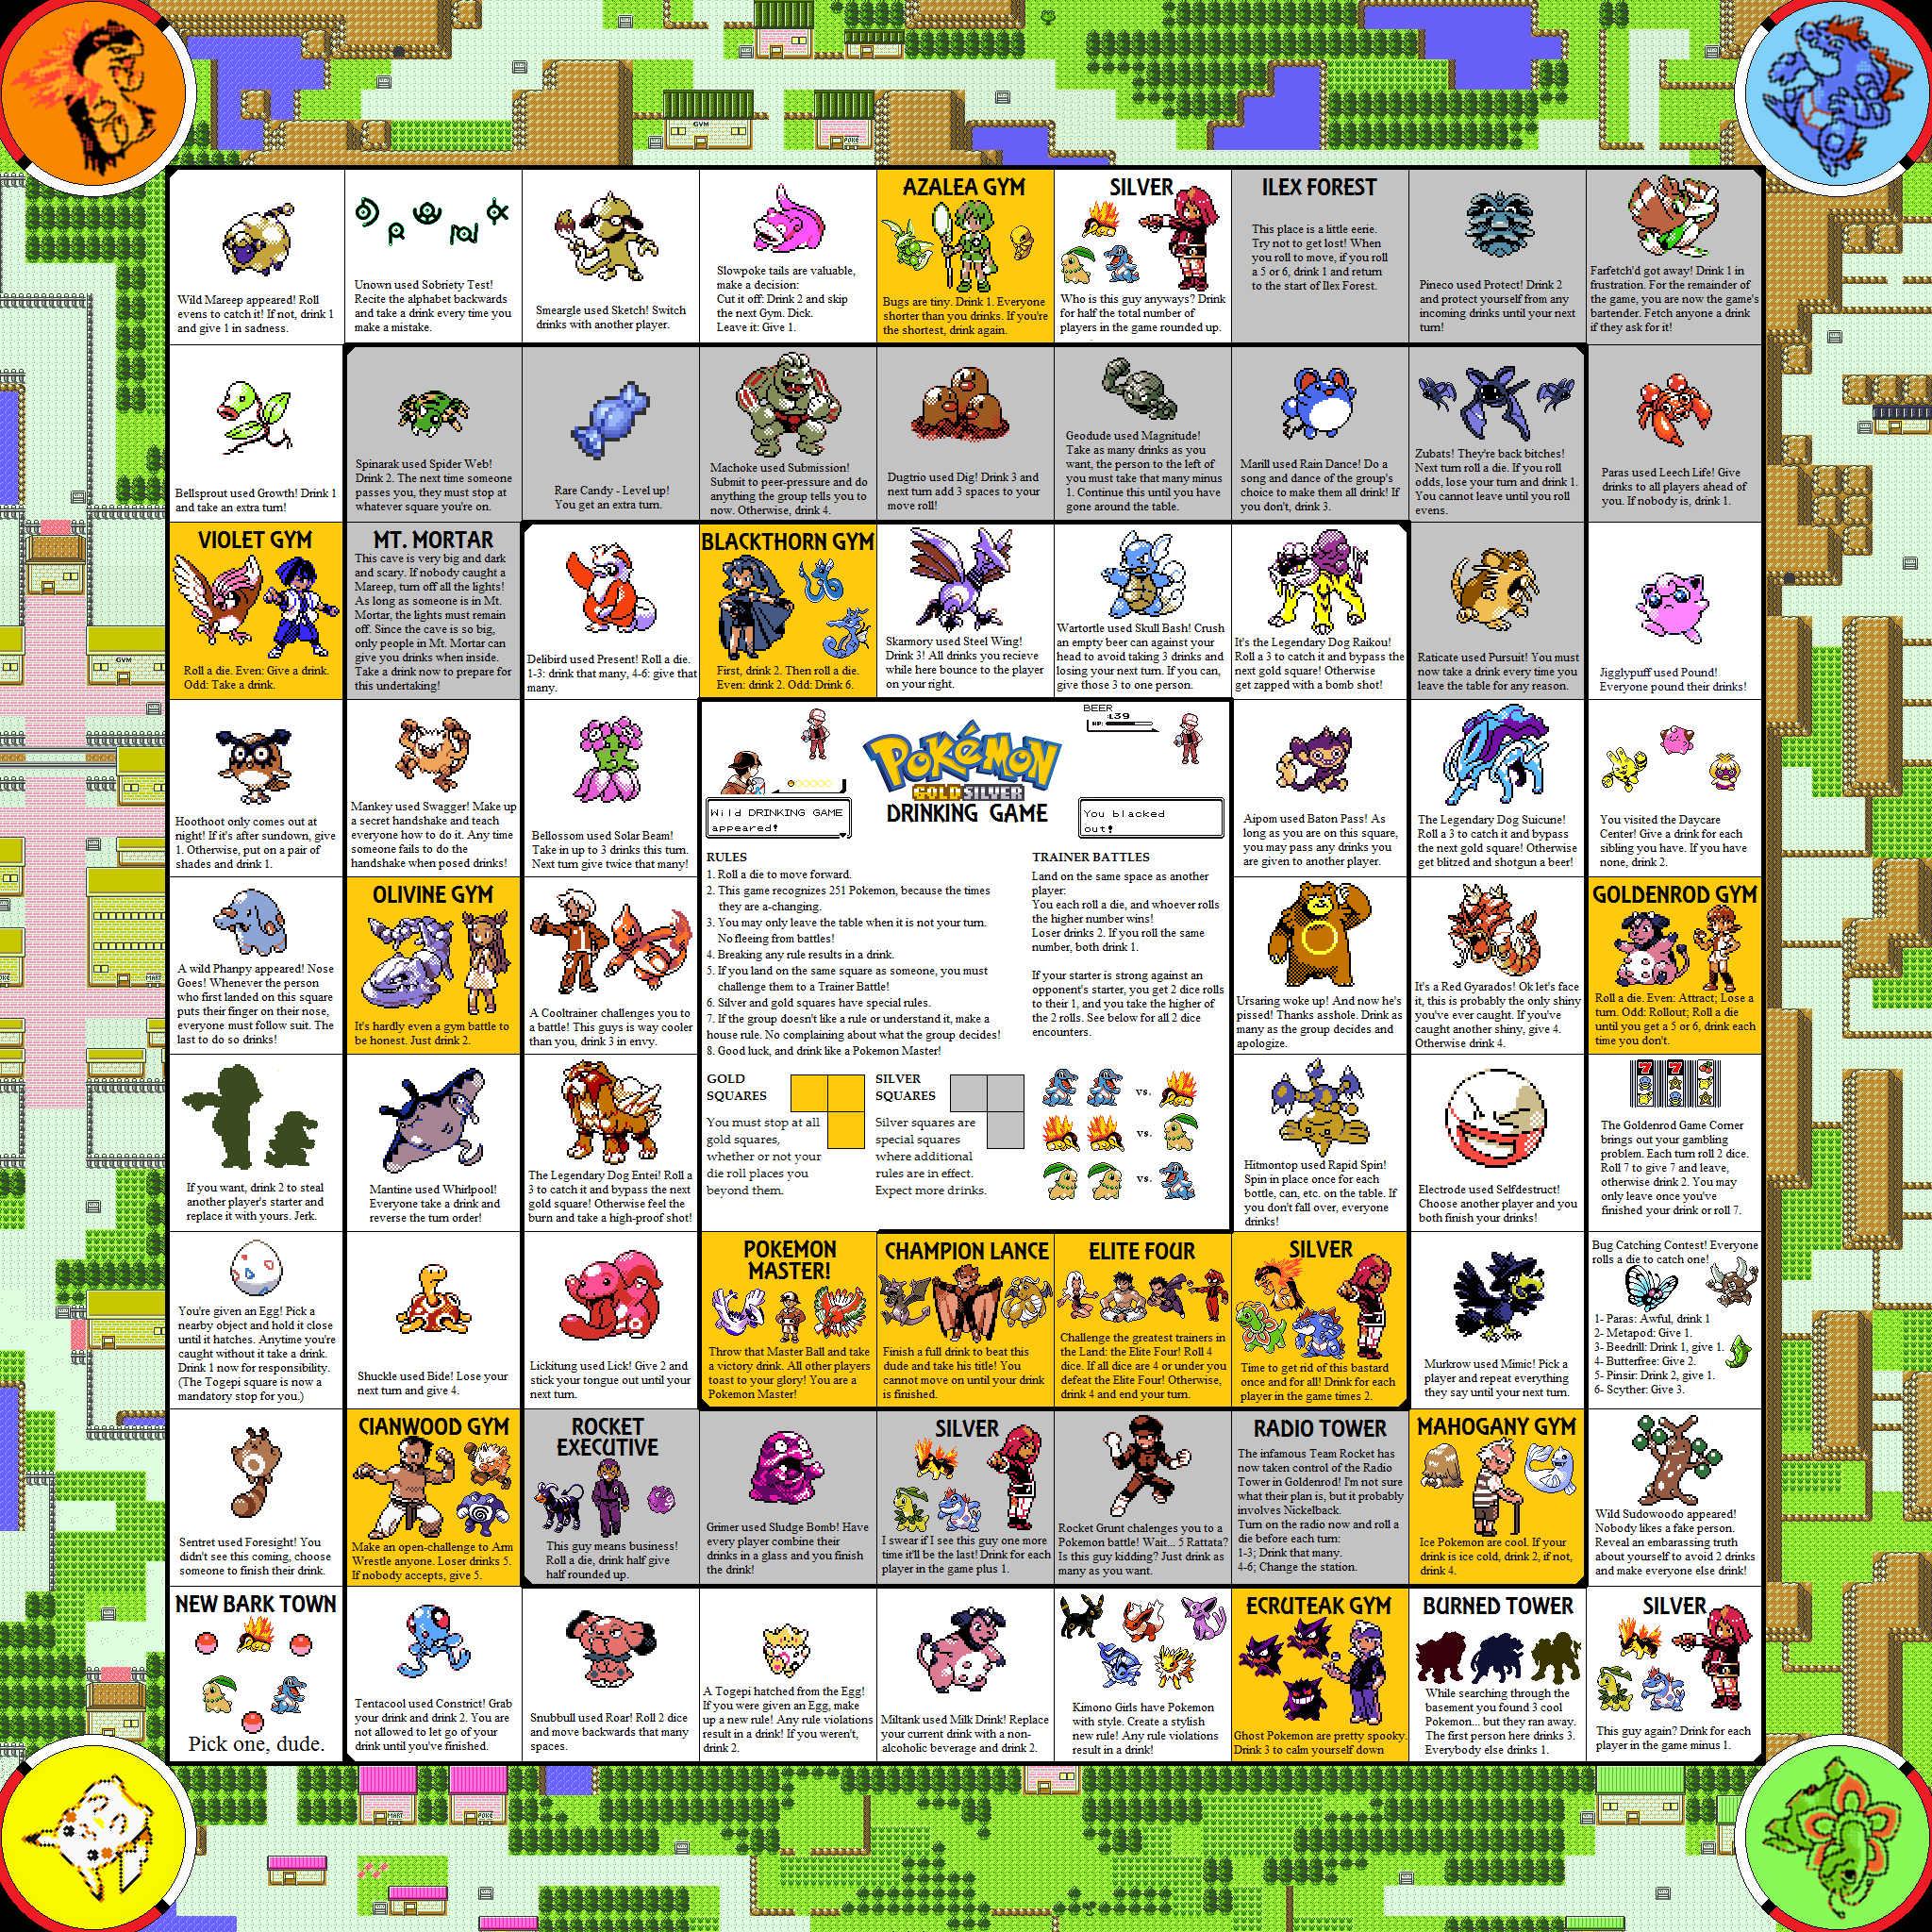 Wild Mareep appeared! Roll
evens to catch it! If not, drink 1
and give 1 in sadness.
Unown used Sobriety Test!
Recite the alphabet backwards
and take a drink every time you
make a mistake.
Smeargle used Sketch! Switch
drinks with another player.
Slowpoke tails are valuable,
make a decision:
Cut it off: Drink 2 and skip
the next Gym. Dick.
Leave it: Give 1.
AZALEA GYM
Bugs are tiny. Drink 1. Everyone
shorter than you drinks. If you're
the shortest, drink again.
SILVER
Who is this guy anyways? Drink
for half the total number of
players in the game rounded up.
ILEX FOREST
This place is a little eerie.
Try not to get lost! When
you roll to move, if you roll
a 5 or 6, drink 1 and return
to the start of Ilex Forest.
Pineco used Protect! Drink 2
and protect yourself from any
incoming drinks until your next
turn!
Farfetch'd got away! Drink 1 in
frustration. For the remainder of
the game, you are now the game's
bartender. Fetch anyone a drink
if they ask for it!
Bellsprout used Growth! Drink 1
and take an extra turn!
Spinarak used Spider Web!
Drink 2. The next time someone
passes you, they must stop at
whatever square you're on.
Rare Candy - Level up!
You get an extra turn.
Machoke used Submission!
Submit to peer-pressure and do
anything the group tells you to
now. Otherwise, drink 4.
Dugtrio used Dig! Drink 3 and
next turn add 3 spaces to your
move roll!
Geodude used Magnitude!
Take as many drinks as you
want, the person to the left of
you must take that many minus
1. Continue this until you have
gone around the table.
Marill used Rain Dance! Do a
song and dance of the group's
choice to make them all drink! If
you don't, drink 3.
Zubats! They're back bitches!
Next turn roll a die. If you roll
odds, lose your turn and drink 1.
You cannot leave until you roll
evens.
Paras used Leech Life! Give
drinks to all players ahead of
you. If nobody is, drink 1.
VIOLET GYM
Roll a die. Even: Give a drink.
Odd: Take a drink.
MT. MORTAR
This cave is very big and dark
and scary. If nobody caught a
Mareep, turn off all the lights!
As long as someone is in Mt.
Mortar, the lights must remain
off. Since the cave is so big,
only people in Mt. Mortar can
give you drinks when inside.
Take a drink now to prepare for
this undertaking!
Delibird used Present! Roll a die.
1-3: drink that many, 4-6: give that
many.
BLACKTHORN GYM
First, drink 2. Then roll a die.
Even: drink 2. Odd: Drink 6.
Skarmory used Steel Wing!
Drink 3! All drinks you recieve
while here bounce to the player
on your right.
Wartortle used Skull Bash! Crush
an empty beer can against your
head to avoid taking 3 drinks and
losing your next turn. If you can,
give those 3 to one person.
It's the Legendary Dog Raikou!
Roll a 3 to catch it and bypass the
next gold square! Otherwise
get zapped with a bomb shot!
Raticate used Pursuit! You must
now take a drink every time you
leave the table for any reason.
Jigglypuff used Pound!
Everyone pound their drinks!
Hoothoot only comes out at
night! If it's after sundown, give
1. Otherwise, put on a pair of
shades and drink 1.
Mankey used Swagger! Make up
a secret handshake and teach
everyone how to do it. Any time
someone fails to do the
handshake when posed drinks!
Bellossom used Solar Beam!
Take in up to 3 drinks this turn.
Next turn give twice that many!
BEER
:L39
HP:
POKéMON
GOLD SILVER
DRINKING GAME
Wild DRINKING GAME
appeared!
You blacked
out!
RULES
1. Roll a die to move forward.
2. This game recognizes 251 Pokemon, because the times
they are a-changing.
3. You may only leave the table when it is not your turn.
No fleeing from battles!
4. Breaking any rule results in a drink.
5. If you land on the same square as someone, you must
challenge them to a Trainer Battle!
6. Silver and gold squares have special rules.
7. If the group doesn't like a rule or understand it, make a
house rule. No complaining about what the group decides!
8. Good luck, and drink like a Pokemon Master!
TRAINER BATTLES
Land on the same space as another
player:
You each roll a die, and whoever rolls
the higher number wins!
Loser drinks 2. If you roll the same
number, both drink 1.
If your starter is strong against an
opponent's starter, you get 2 dice rolls
to their 1, and you take the higher of
the 2 rolls. See below for all 2 dice
encounters.
GOLD
SQUARES
You must stop at all
gold squares,
whether or not your
die roll places you
beyond them.
SILVER
SQUARES
Silver squares are
special squares
where additional
rules are in effect.
Expect more drinks.
vs.
vs.
vs.
Aipom used Baton Pass! As
long as you are on this square,
you may pass any drinks you
are given to another player.
The Legendary Dog Suicune!
Roll a 3 to catch it and bypass
the next gold square! Otherwise
get blitzed and shotgun a beer!
You visited the Daycare
Center! Give a drink for each
sibling you have. If you have
none, drink 2.
A wild Phanpy appeared! Nose
Goes! Whenever the person
who first landed on this square
puts their finger on their nose,
everyone must follow suit. The
last to do so drinks!
OLIVINE GYM
It's hardly even a gym battle to
be honest. Just drink 2.
A Cooltrainer challenges you to
a battle! This guys is way cooler
than you, drink 3 in envy.
Ursaring woke up! And now he's
pissed! Thanks asshole. Drink as
many as the group decides and
apologize.
It's a Red Gyarados! Ok let's face
it, this is probably the only shiny
you've ever caught. If you've
caught another shiny, give 4.
Otherwise drink 4.
GOLDENROD GYM
Roll a die. Even: Attract; Lose a
turn. Odd: Rollout; Roll a die
until you get a 5 or 6, drink each
time you don't.
If you want, drink 2 to steal
another player's starter and
replace it with yours. Jerk.
Mantine used Whirlpool!
Everyone take a drink and
reverse the turn order!
The Legendary Dog Entei! Roll a
3 to catch it and bypass the next
gold square! Otherwise feel the
burn and take a high-proof shot!
Hitmontop used Rapid Spin!
Spin in place once for each
bottle, can, etc. on the table. If
you don't fall over, everyone
drinks!
Electrode used Selfdestruct!
Choose another player and you
both finish your drinks!
The Goldenrod Game Corner
brings out your gambling
problem. Each turn roll 2 dice.
Roll 7 to give 7 and leave,
otherwise drink 2. You may
only leave once you've
finished your drink or roll 7.
You're given an Egg! Pick a
nearby object and hold it close
until it hatches. Anytime you're
caught without it take a drink.
Drink 1 now for responsibility.
(The Togepi square is now a
mandatory stop for you.)
Shuckle used Bide! Lose your
next turn and give 4.
Lickitung used Lick! Give 2 and
stick your tongue out until your
next turn.
POKEMON
MASTER!
Throw that Master Ball and take
a victory drink. All other players
toast to your glory! You are a
Pokemon Master!
CHAMPION LANCE
Finish a full drink to beat this
dude and take his title! You
cannot move on until your drink
is finished.
ELITE FOUR
Challenge the greatest trainers in
the Land: the Elite Four! Roll 4
dice. If all dice are 4 or under you
defeat the Elite Four! Otherwise,
drink 4 and end your turn.
SILVER
Time to get rid of this bastard
once and for all! Drink for each
player in the game times 2.
Murkrow used Mimic! Pick a
player and repeat everything
they say until your next turn.
Bug Catching Contest! Everyone
rolls a die to catch one!
1- Paras: Awful, drink 1
2- Metapod: Give 1.
3- Beedrill: Drink 1, give 1.
4- Butterfree: Give 2.
5- Pinsir: Drink 2, give 1.
6- Scyther: Give 3.
Sentret used Foresight! You
didn't see this coming, choose
someone to finish their drink.
CIANWOOD GYM
Make an open-challenge to Arm
Wrestle anyone. Loser drinks 5.
If nobody accepts, give 5.
ROCKET
EXECUTIVE
This guy means business!
Roll a die, drink half give
half rounded up.
Grimer used Sludge Bomb! Have
every player combine their
drinks in a glass and you finish
the drink!
SILVER
I swear if I see this guy one more
time it'll be the last! Drink for each
player in the game plus 1.
Rocket Grunt chalenges you to a
Pokemon battle! Wait... 5 Rattata?
Is this guy kidding? Just drink as
many as you want.
RADIO TOWER
The infamous Team Rocket has
now taken control of the Radio
Tower in Goldenrod! I'm not sure
what their plan is, but it probably
involves Nickelback.
Turn on the radio now and roll a
die before each turn:
1-3; Drink that many.
4-6; Change the station.
MAHOGANY GYM
Ice Pokemon are cool. If your
drink is ice cold, drink 2, if not,
drink 4.
Wild Sudowoodo appeared!
Nobody likes a fake person.
Reveal an embarassing truth
about yourself to avoid 2 drinks
and make everyone else drink!
NEW BARK TOWN
Pick one, dude.
Tentacool used Constrict! Grab
your drink and drink 2. You are
not allowed to let go of your
drink until you've finished.
Snubbull used Roar! Roll 2 dice
and move backwards that many
spaces.
A Togepi hatched from the Egg!
If you were given an Egg, make
up a new rule! Any rule violations
result in a drink! If you weren't,
drink 2.
Miltank used Milk Drink! Replace
your current drink with a non-
alcoholic beverage and drink 2.
Kimono Girls have Pokemon
with style. Create a stylish
new rule! Any rule violations
result in a drink!
ECRUTEAK GYM
Ghost Pokemon are pretty spooky.
Drink 3 to calm yourself down
BURNED TOWER
While searching through the
basement you found 3 cool
Pokemon... but they ran away.
The first person here drinks 3.
Everybody else drinks 1.
SILVER
This guy again? Drink for each
player in the game minus 1.
GYM
POKE
GYM
MART
MART
POKE